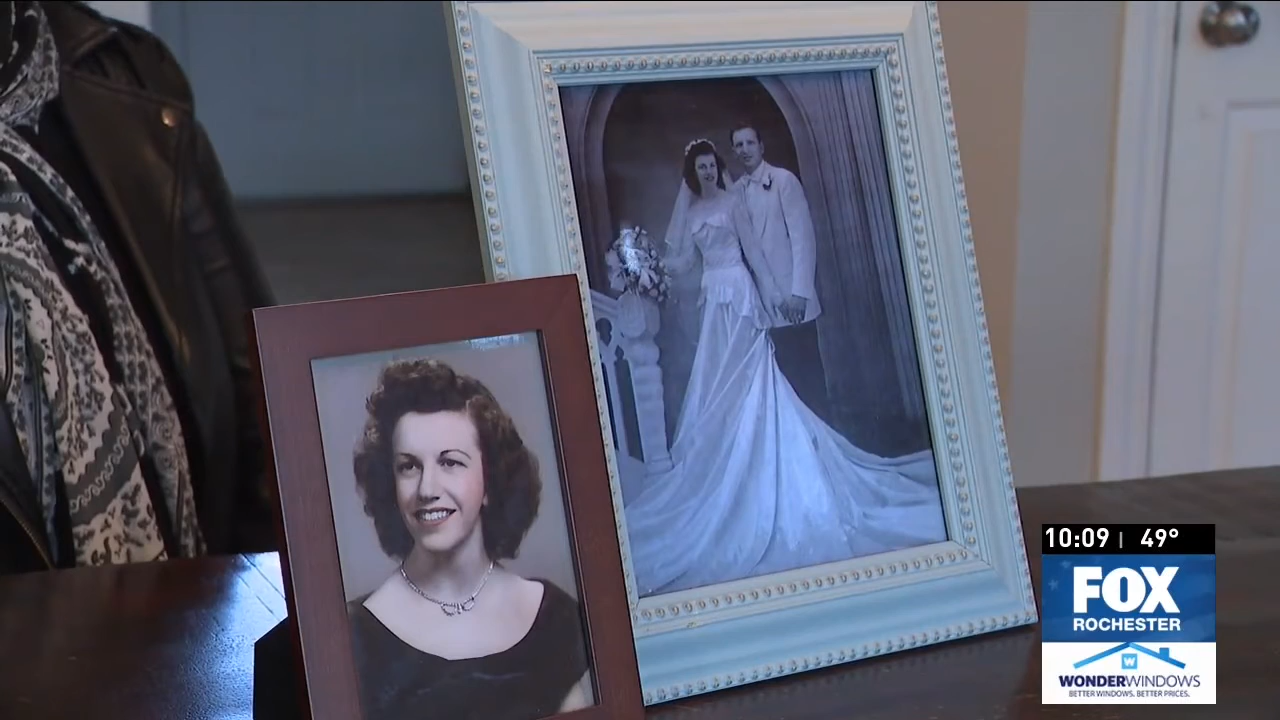 10:09 | 49°
FOX
ROCHESTER
W
WONDERWINDOWS
BETTER WINDOWS. BETTER PRICES.